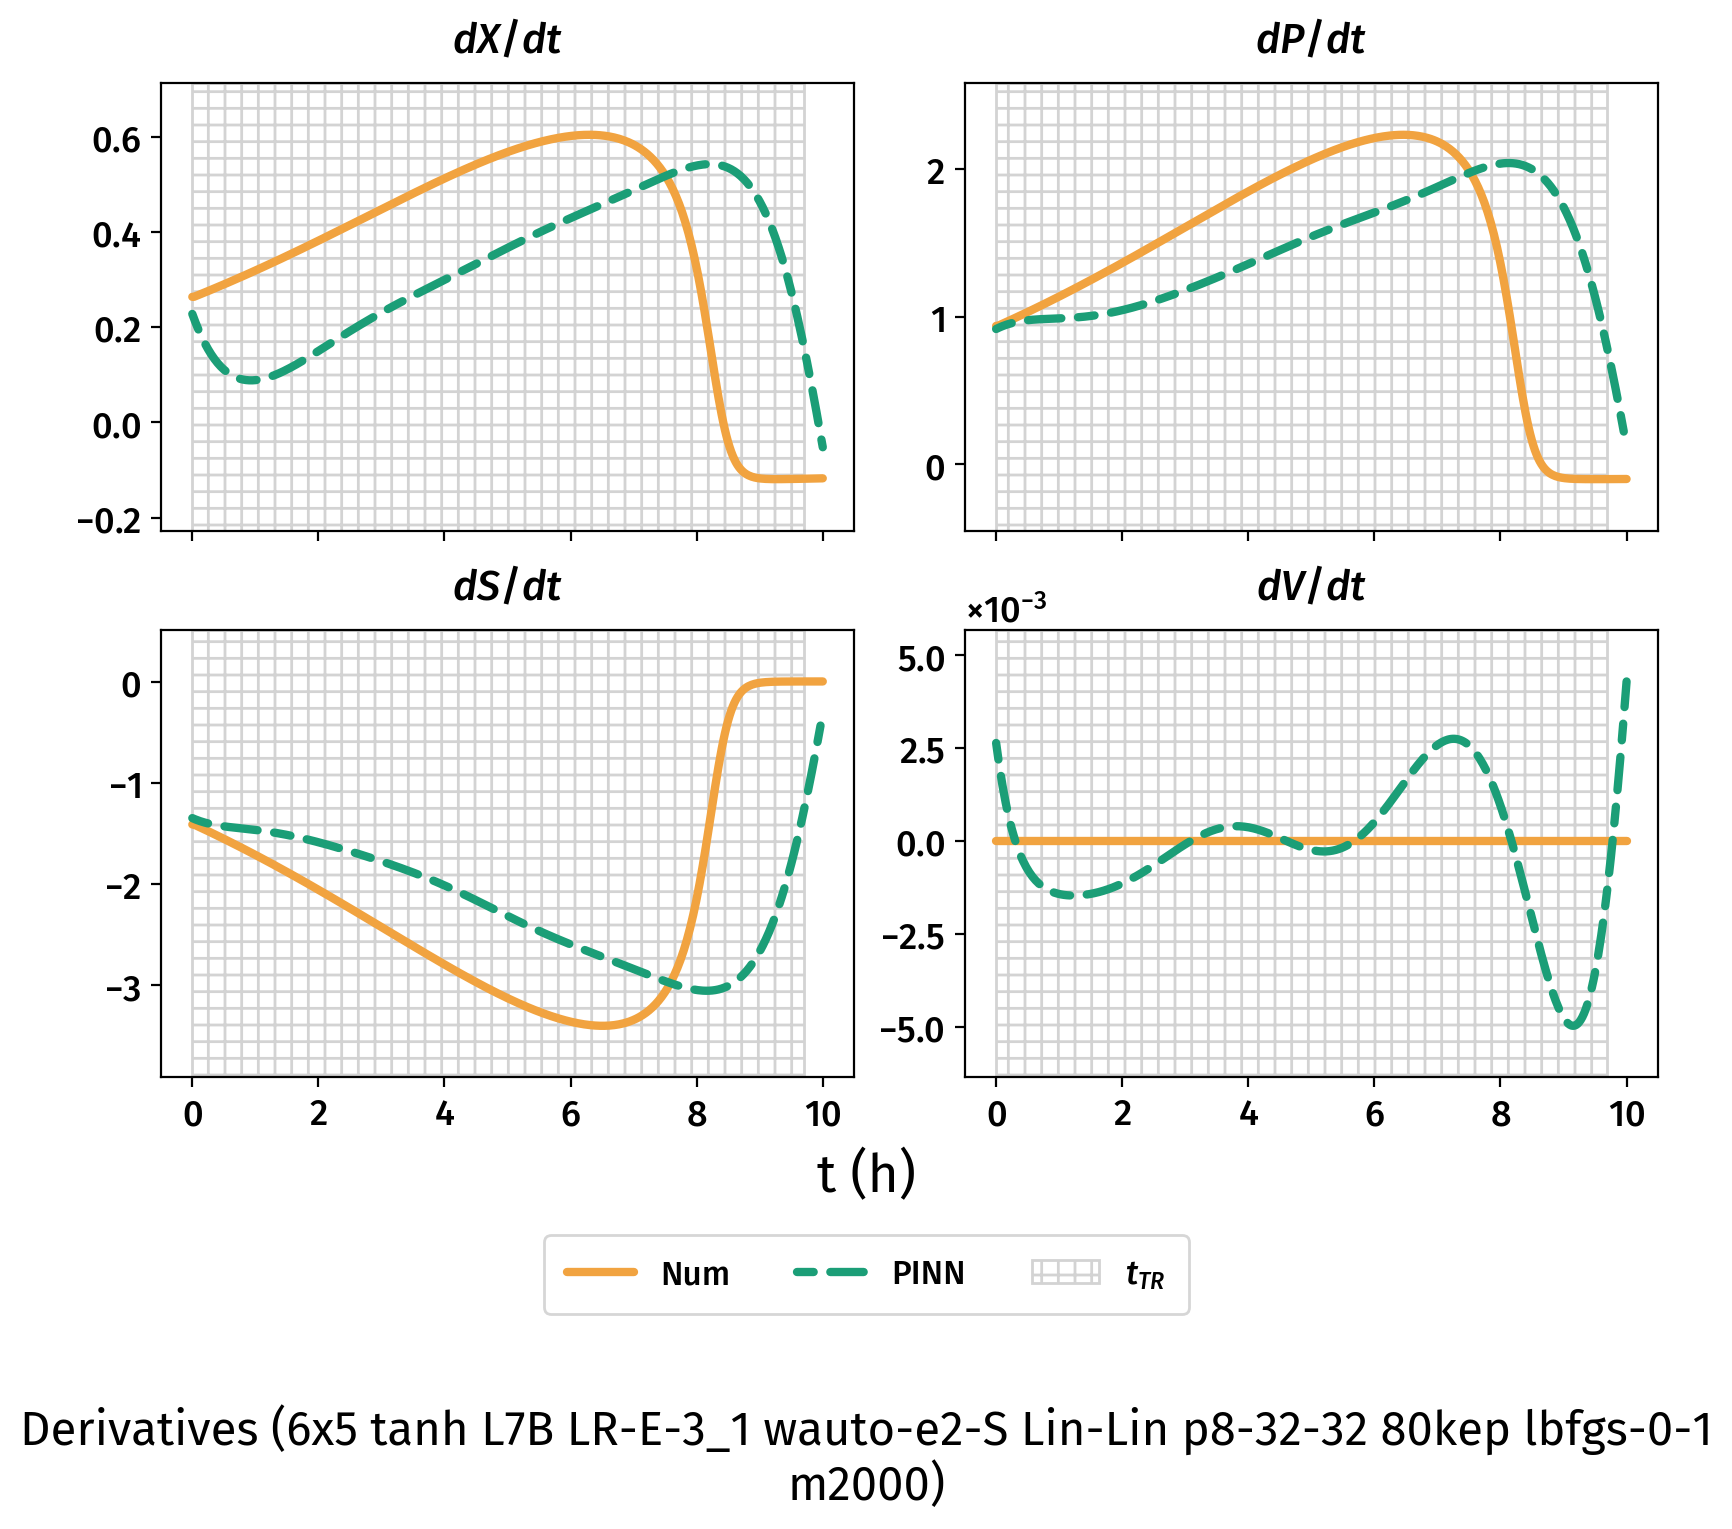 dX/dt
dP/dt
0.6
0.4
0.2
0.0
−0.2
2
1
0
dS/dt
dV/dt
×10⁻³
0
−1
−2
−3
5.0
2.5
0.0
−2.5
−5.0
0 2 4 6 8 10
0 2 4 6 8 10
t (h)
Num PINN t_TR
Derivatives (6x5 tanh L7B LR-E-3_1 wauto-e2-S Lin-Lin p8-32-32 80kep lbfgs-0-1
m2000)